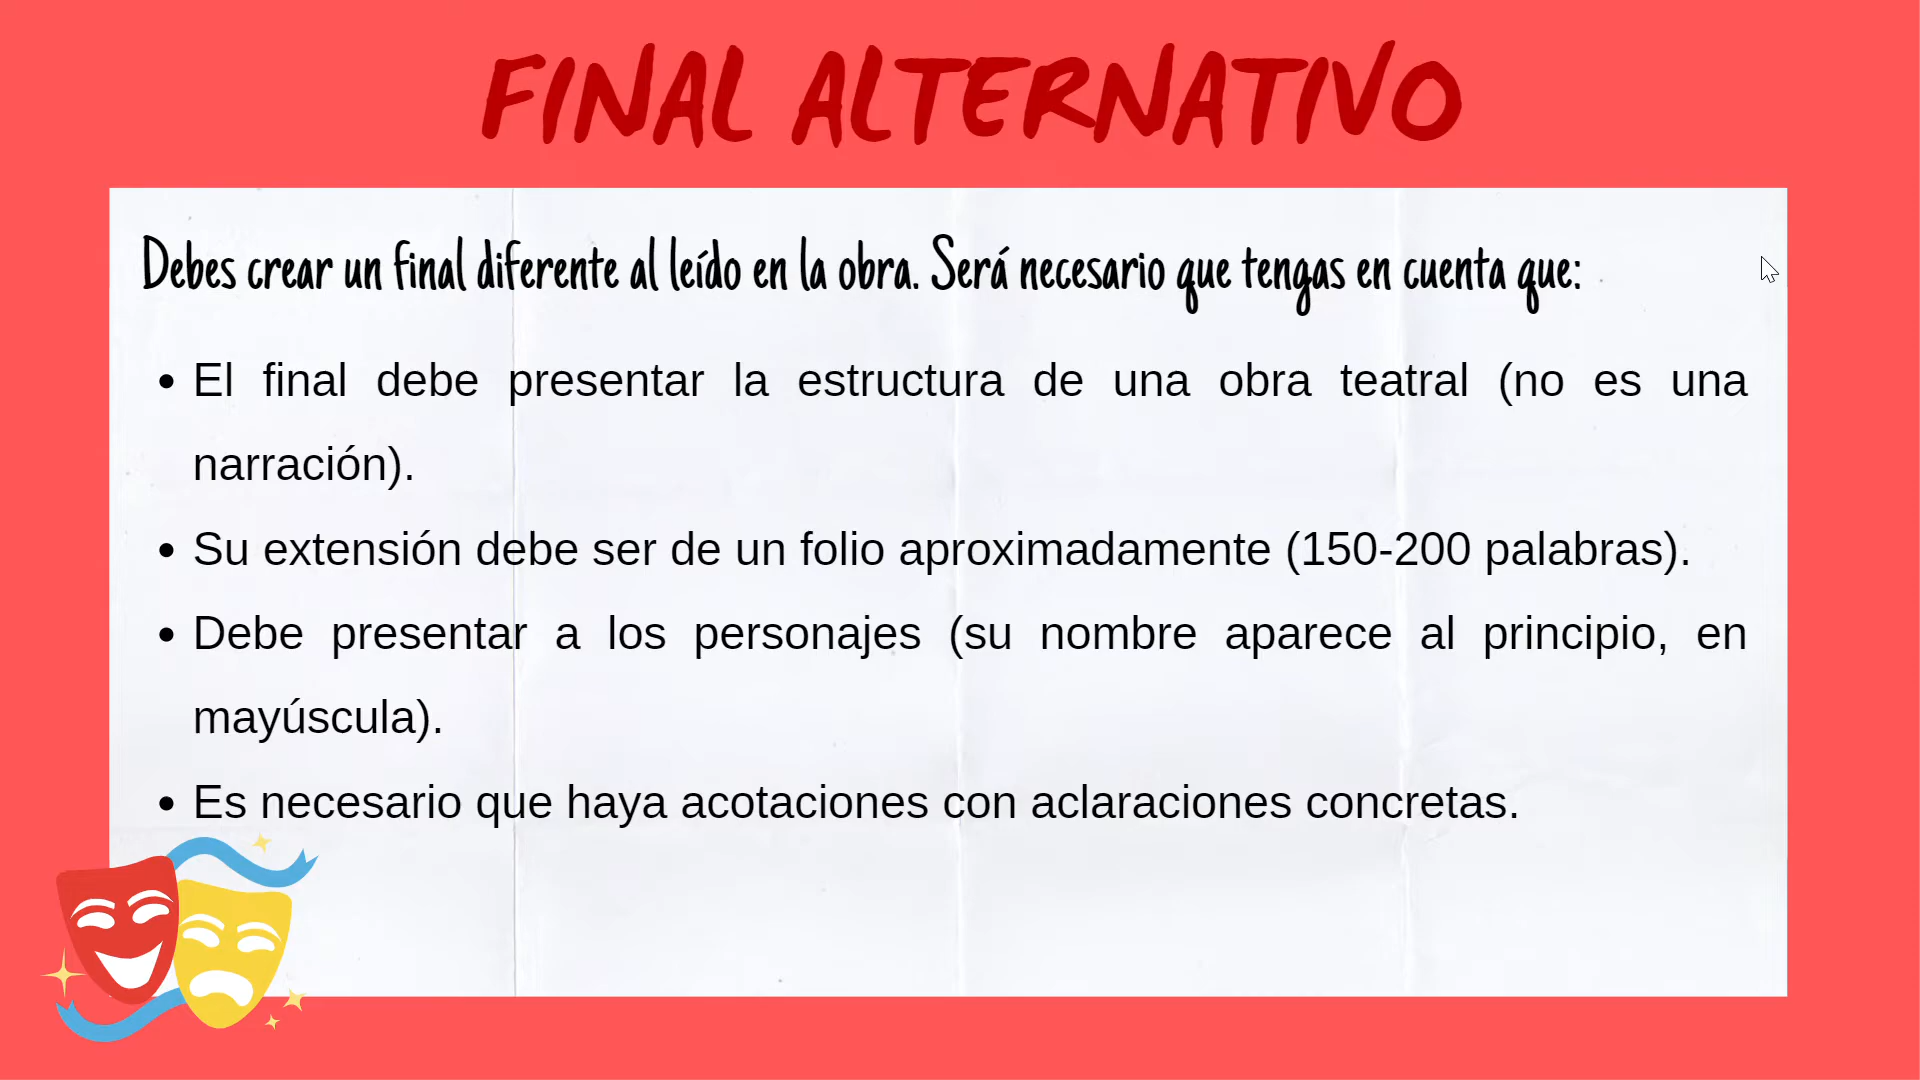 FINAL ALTERNATIVO
Debes crear un final diferente al leído en la obra. Será necesario que tengas en cuenta que:
• El final debe presentar la estructura de una obra teatral (no es una
narración).
• Su extensión debe ser de un folio aproximadamente (150-200 palabras).
• Debe presentar a los personajes (su nombre aparece al principio, en
mayúscula).
• Es necesario que haya acotaciones con aclaraciones concretas.